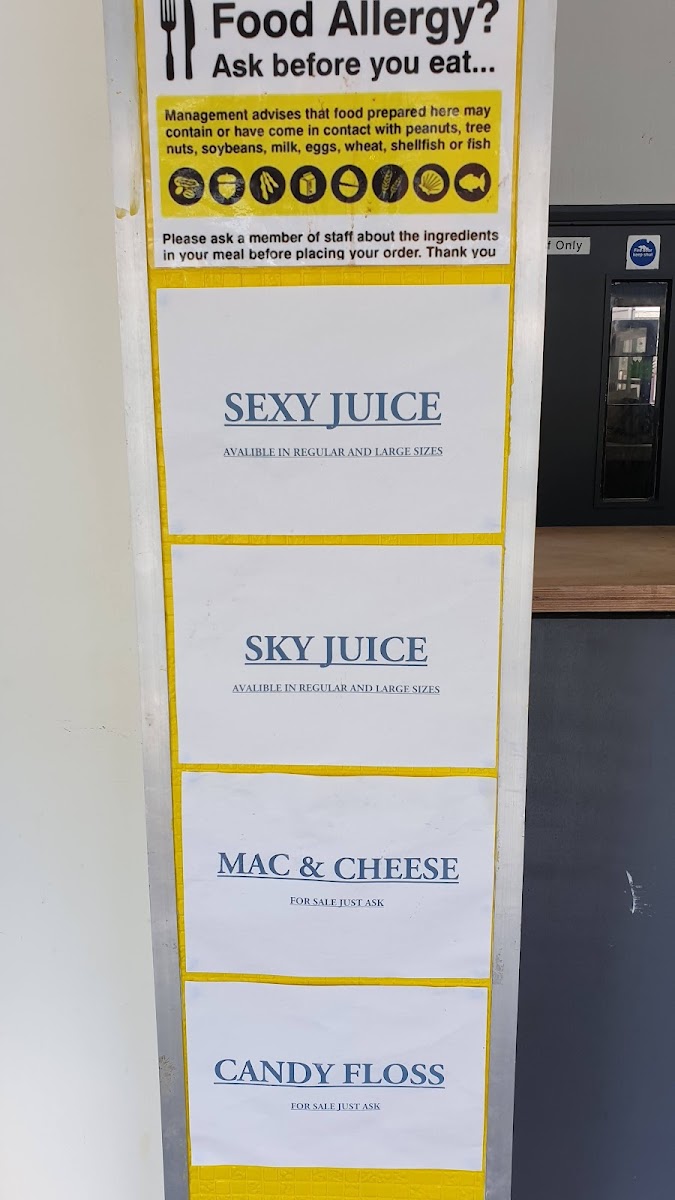 Food Allergy?
Ask before you eat...
Management advises that food prepared here may
contain or have come in contact with peanuts, tree
nuts, soybeans, milk, eggs, wheat, shellfish or fish
Please ask a member of staff about the ingredients
in your meal before placing your order. Thank you
f Only
SEXY JUICE
AVALIBLE IN REGULAR AND LARGE SIZES
SKY JUICE
AVALIBLE IN REGULAR AND LARGE SIZES
MAC & CHEESE
FOR SALE JUST ASK
CANDY FLOSS
FOR SALE JUST ASK